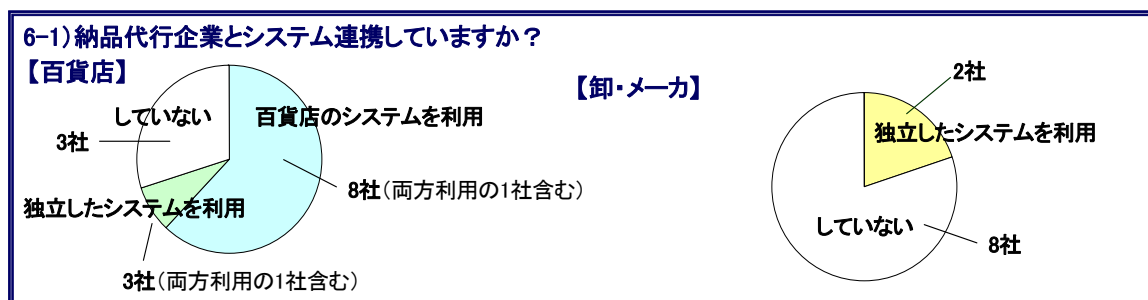 6-1）納品代行企業とシステム連携していますか？
【百貨店】
していない
3社
百貨店のシステムを利用
8社（両方利用の1社含む）
独立したシステムを利用
3社（両方利用の1社含む）
【卸・メーカ】
2社
独立したシステムを利用
していない
8社